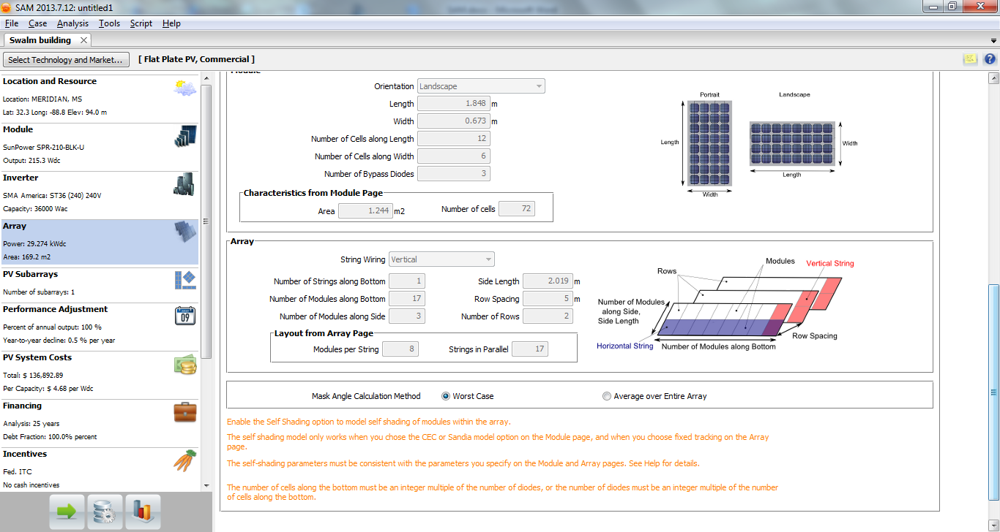 SAM 2013.7.12: untitled1
File Case Analysis Tools Script Help
Swalm building
Select Technology and Market... [ Flat Plate PV, Commercial ]
Location and Resource
Location: MERIDIAN, MS
Lat: 32.3 Long: -88.8 Elev: 94.0 m
Module
SunPower SPR-210-BLK-U
Output: 215.3 Wdc
Inverter
SMA America: ST36 (240) 240V
Capacity: 36000 Wac
Array
Power: 29.274 kWdc
Area: 169.2 m2
PV Subarrays
Number of subarrays: 1
Performance Adjustment
Percent of annual output: 100 %
Year-to-year decline: 0.5 % per year
09
PV System Costs
Total: $ 136,892.89
Per Capacity: $ 4.68 per Wdc
Financing
Analysis: 25 years
Debt Fraction: 100.0% percent
Incentives
Fed. ITC
No cash incentives
Module
Orientation Landscape
Length 1.848 m
Width 0.673 m
Number of Cells along Length 12
Number of Cells along Width 6
Number of Bypass Diodes 3
Characteristics from Module Page
Area 1.244 m2 Number of cells 72
Portrait Landscape
Length Width
Length
Width
Array
String Wiring Vertical
Number of Strings along Bottom 1 Side Length 2.019 m
Number of Modules along Bottom 17 Row Spacing 5 m
Number of Modules along Side 3 Number of Rows 2
Layout from Array Page
Modules per String 8 Strings in Parallel 17
Modules Vertical String
Rows
Number of Modules
along Side,
Side Length
Row Spacing
Horizontal String Number of Modules along Bottom
Mask Angle Calculation Method Worst Case Average over Entire Array
Enable the Self Shading option to model self shading of modules within the array.
The self shading model only works when you chose the CEC or Sandia model option on the Module page, and when you choose fixed tracking on the Array
page.
The self-shading parameters must be consistent with the parameters you specify on the Module and Array pages. See Help for details.
The number of cells along the bottom must be an integer multiple of the number of diodes, or the number of diodes must be an integer multiple of the number
of cells along the bottom.